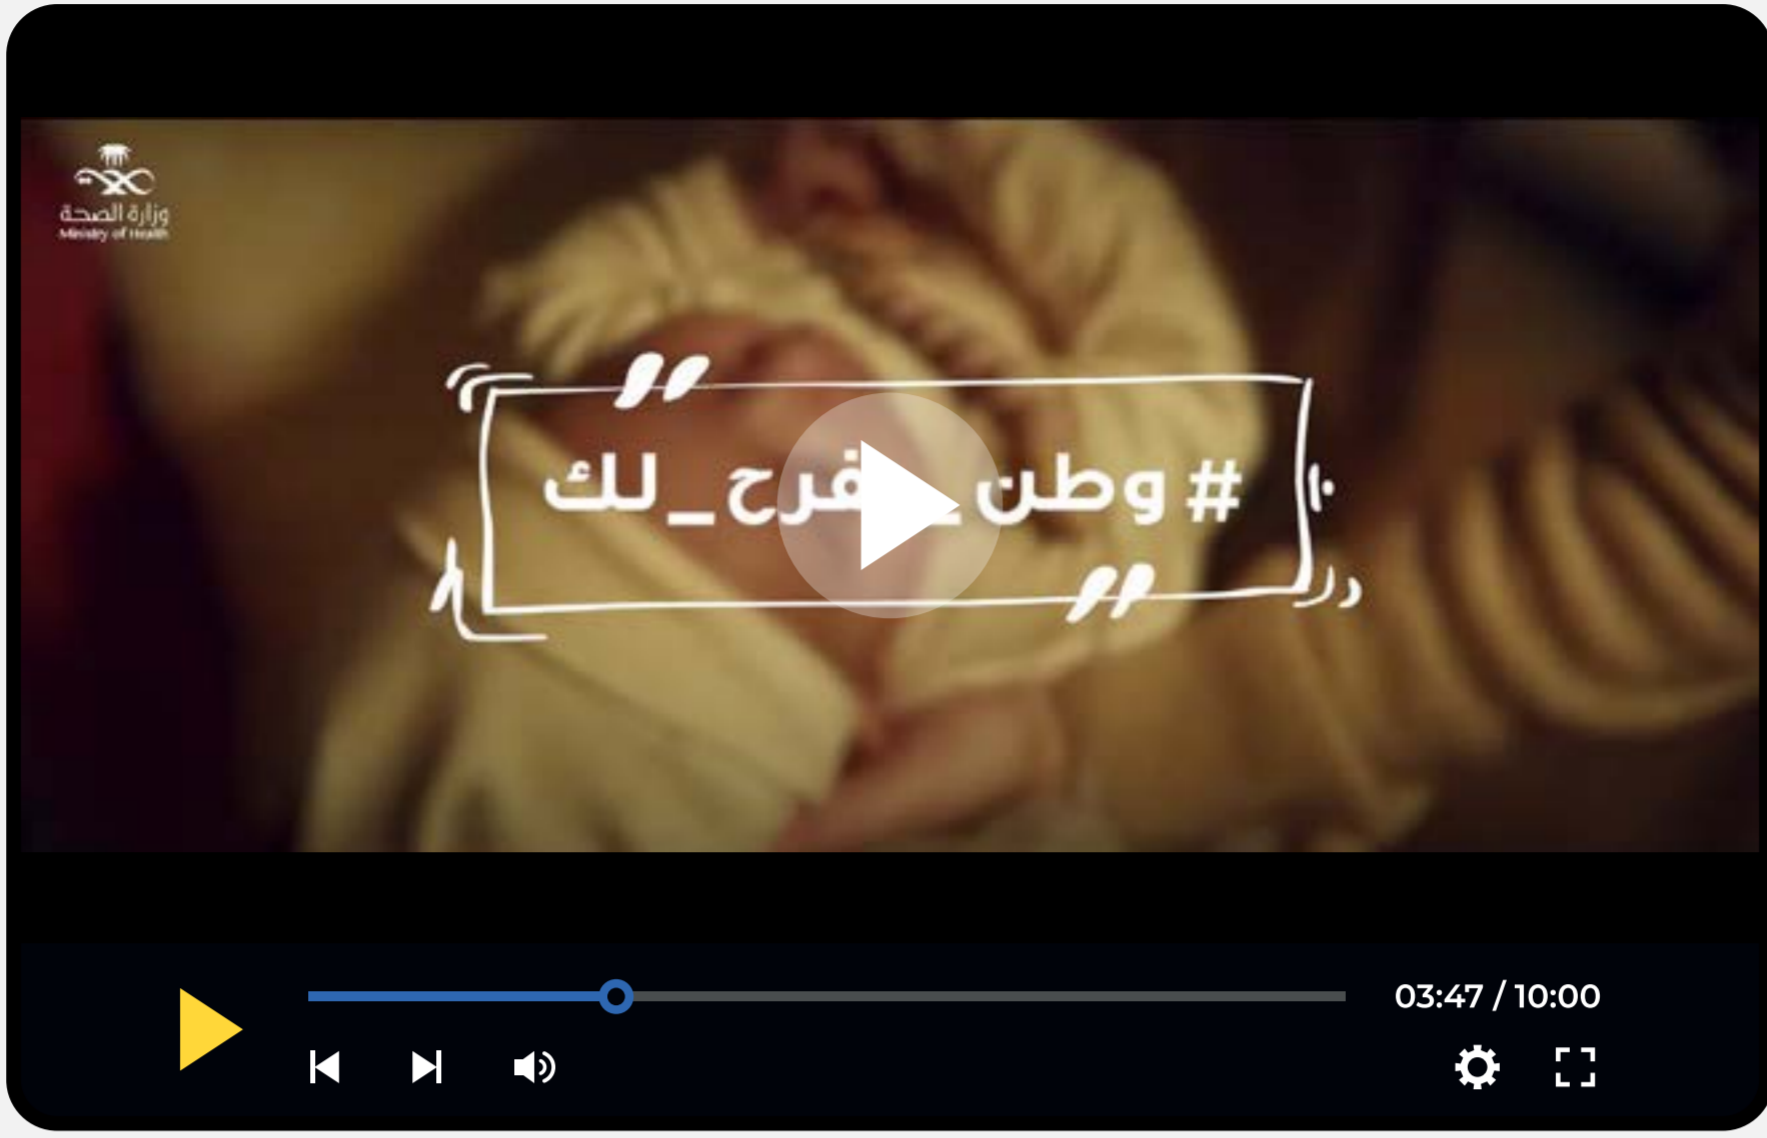 وزارة الصحة
Ministry of Health
# وطن_ فرح_لك
03:47 / 10:00